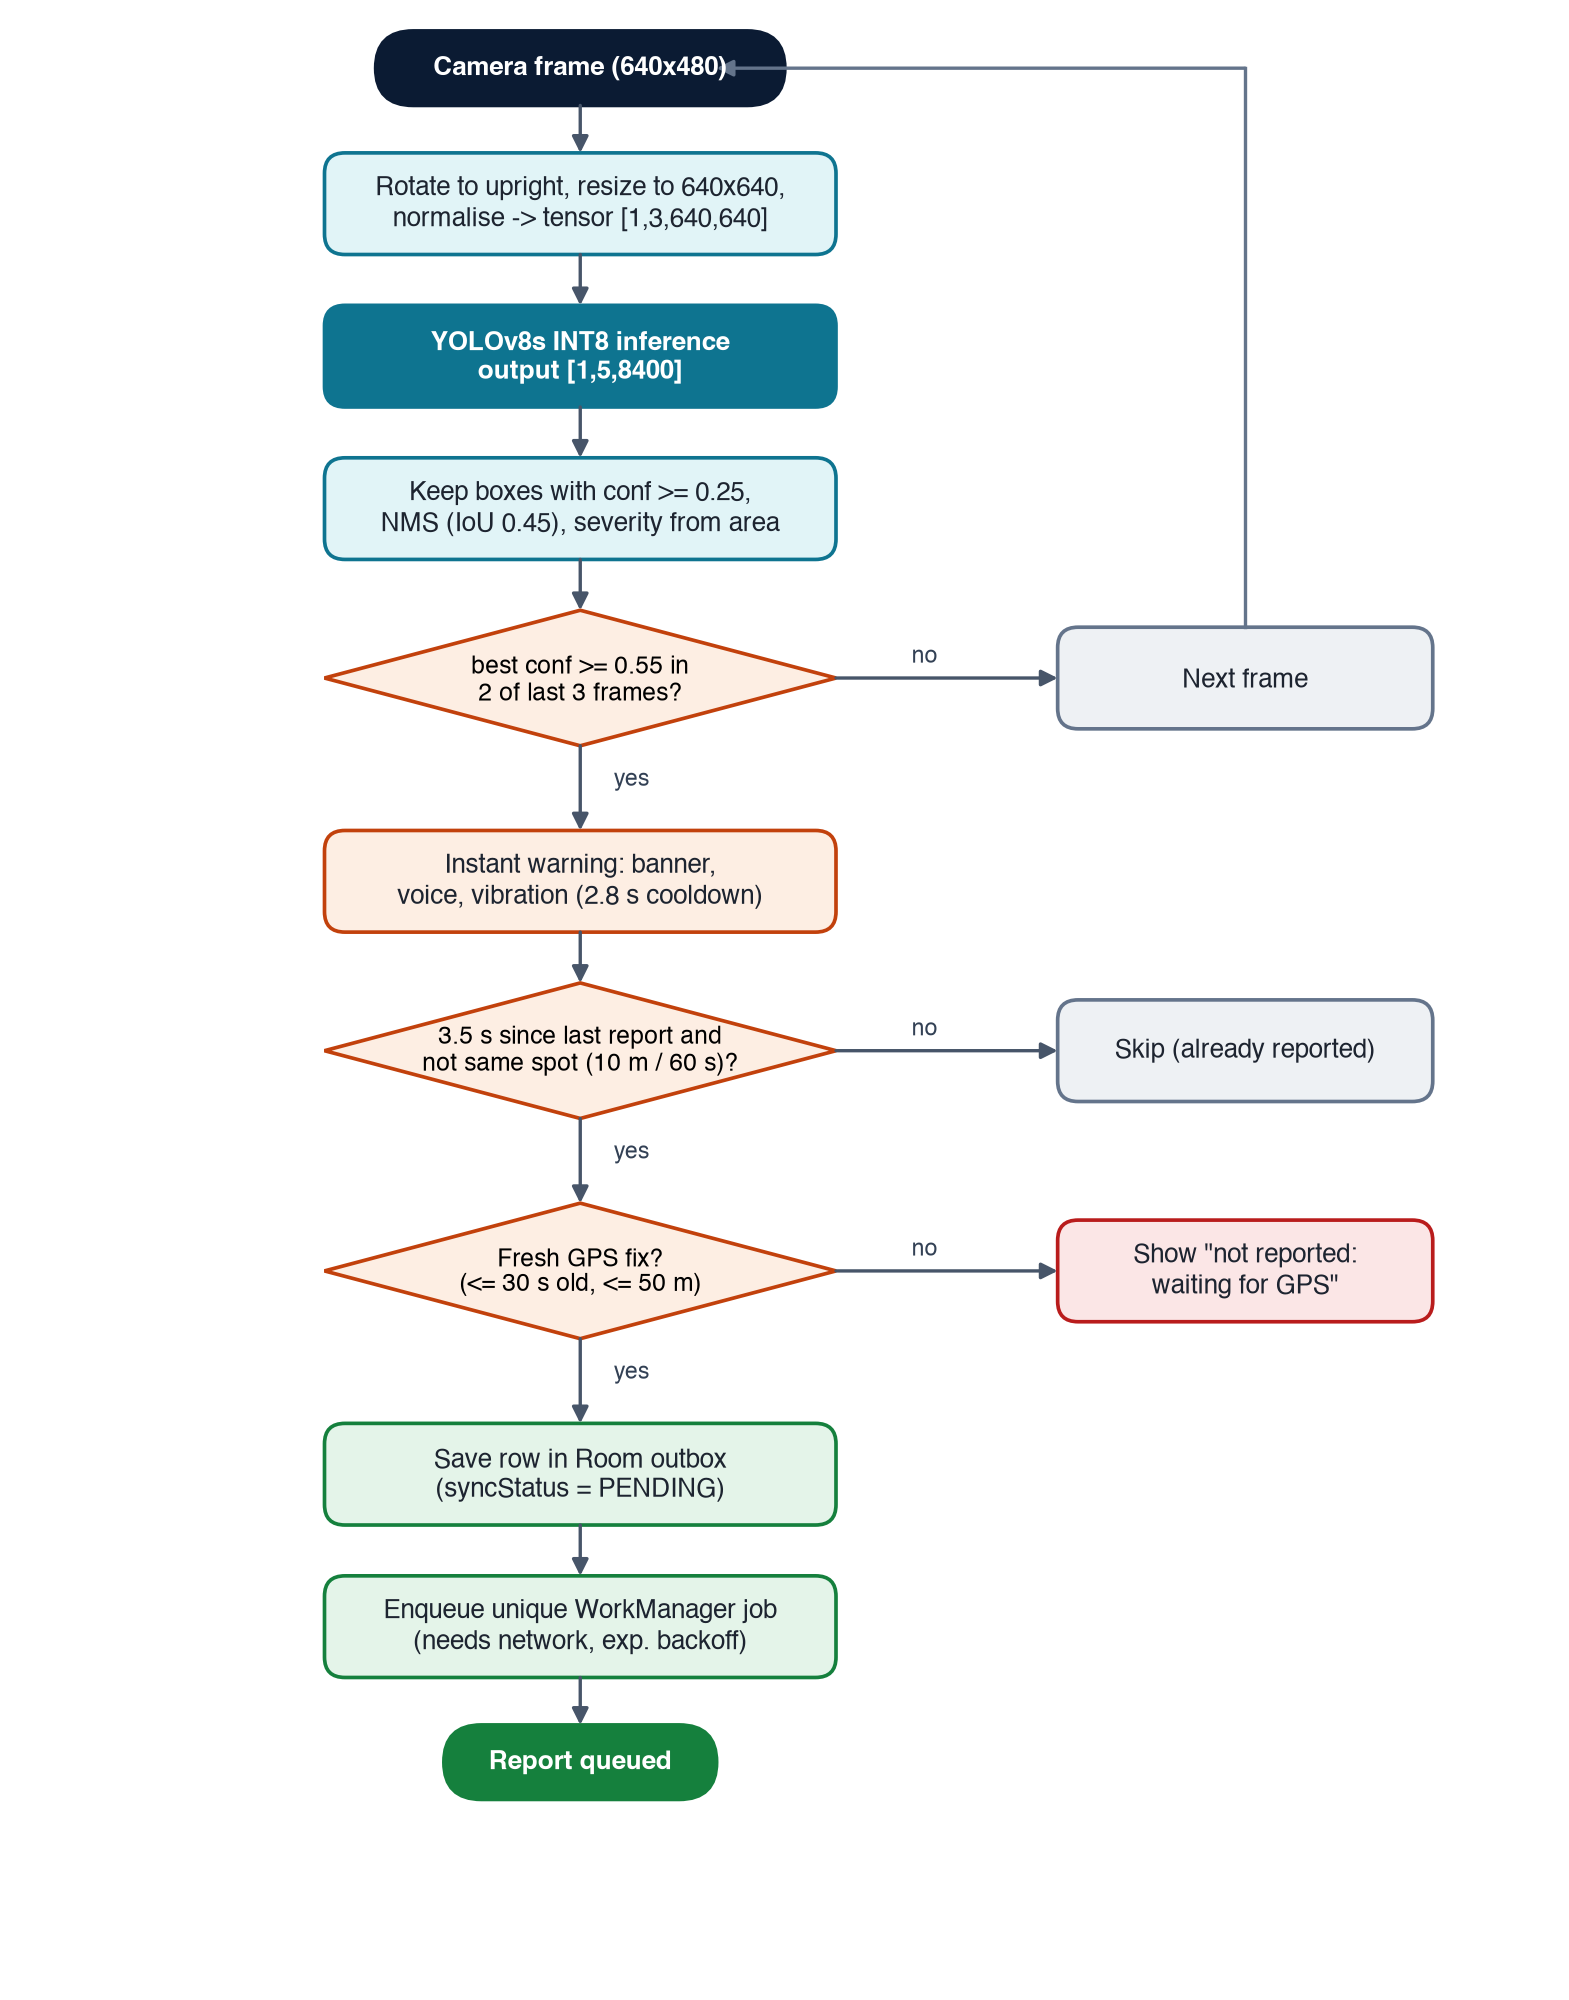 Camera frame (640x480)
Rotate to upright, resize to 640x640,
normalise -> tensor [1,3,640,640]
YOLOv8s INT8 inference
output [1,5,8400]
Keep boxes with conf >= 0.25,
NMS (IoU 0.45), severity from area
best conf >= 0.55 in
2 of last 3 frames?
no
Next frame
yes
Instant warning: banner,
voice, vibration (2.8 s cooldown)
3.5 s since last report and
not same spot (10 m / 60 s)?
no
Skip (already reported)
yes
Fresh GPS fix?
(<= 30 s old, <= 50 m)
no
Show "not reported:
waiting for GPS"
yes
Save row in Room outbox
(syncStatus = PENDING)
Enqueue unique WorkManager job
(needs network, exp. backoff)
Report queued